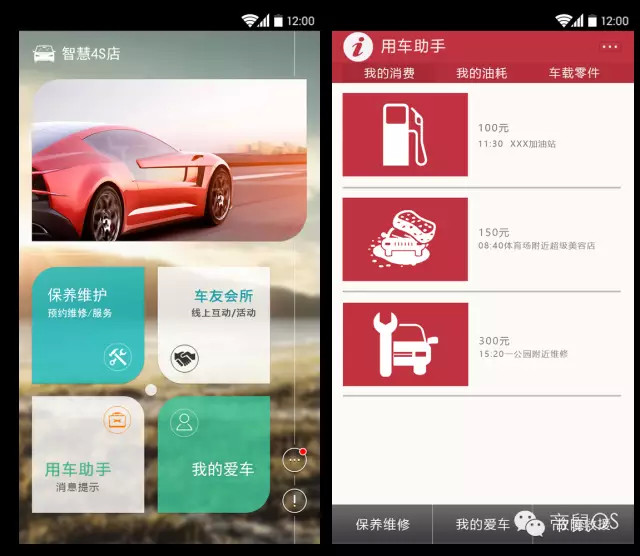 12:00
智慧4S店
保养维护
预约维修/服务
车友会所
线上互动/活动
用车助手
消息提示
我的爱车
12:00
用车助手
我的消费
我的油耗
车载零件
100元
11:30 XXX加油站
150元
08:40体育场附近超级美容店
300元
15:20一公园附近维修
保养维修
我的爱车
故障救援
帝兒OS